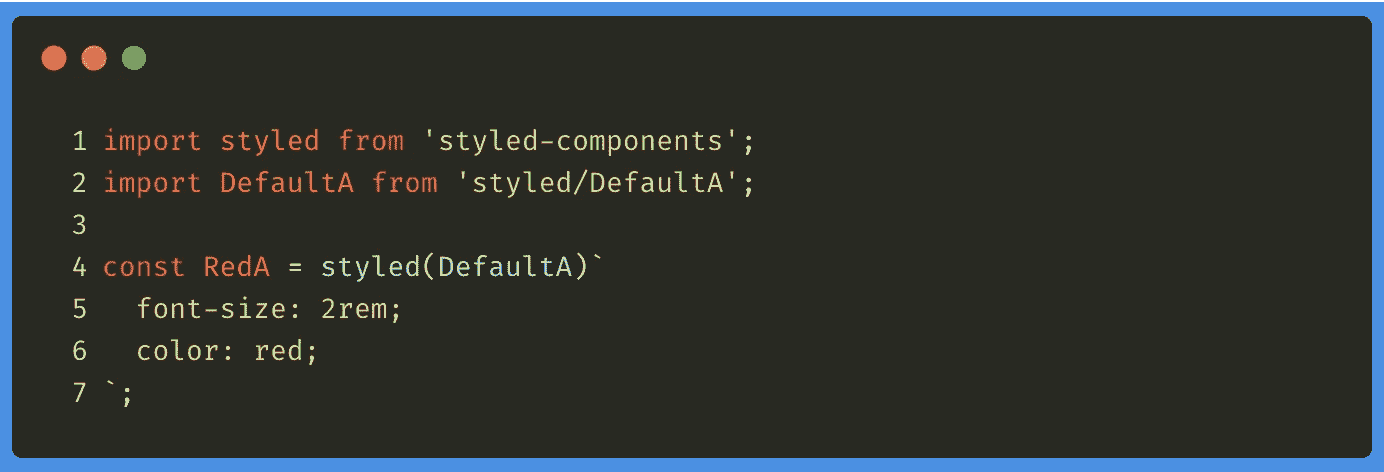 1 import styled from 'styled-components';
2 import DefaultA from 'styled/DefaultA';
3
4 const RedA = styled(DefaultA)`
5   font-size: 2rem;
6   color: red;
7 `;